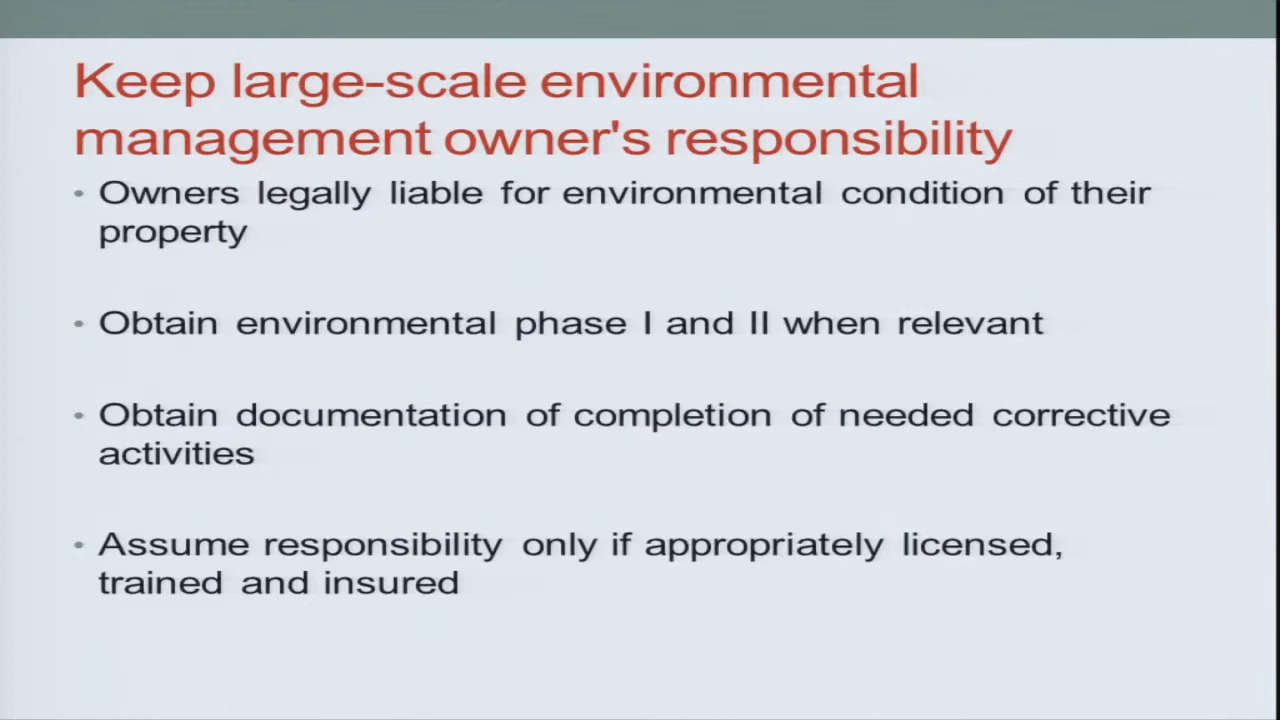 Keep large-scale environmental
management owner's responsibility
• Owners legally liable for environmental condition of their
property
• Obtain environmental phase I and II when relevant
• Obtain documentation of completion of needed corrective
activities
• Assume responsibility only if appropriately licensed,
trained and insured